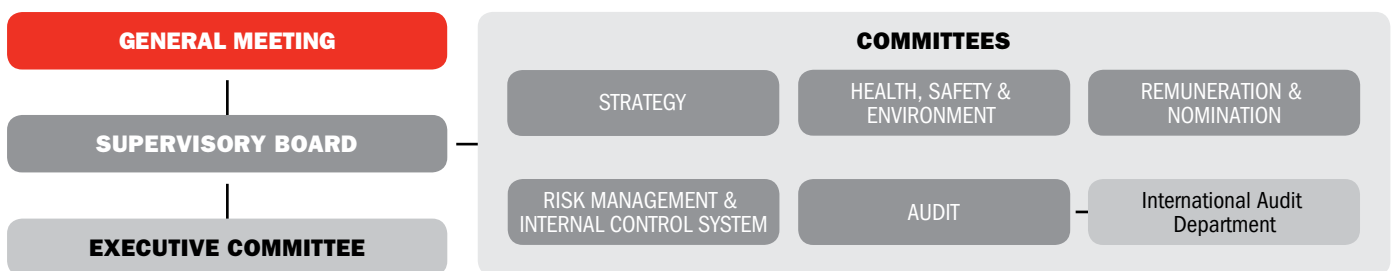 GENERAL MEETING
SUPERVISORY BOARD
EXECUTIVE COMMITTEE
COMMITTEES
STRATEGY
HEALTH, SAFETY &
ENVIRONMENT
REMUNERATION &
NOMINATION
RISK MANAGEMENT &
INTERNAL CONTROL SYSTEM
AUDIT
International Audit
Department